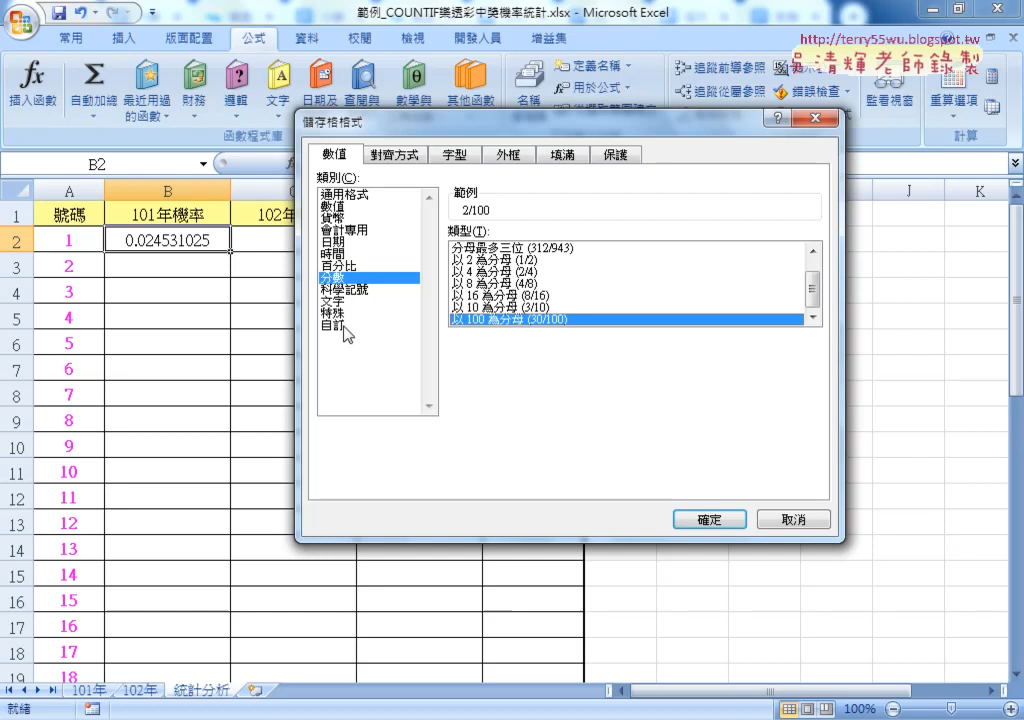 範例_COUNTIF樂透彩中獎機率統計.xlsx - Microsoft Excel
常用 插入 版面配置 公式 資料 校閱 檢視 開發人員 增益集
http://terry55wu.blogspot.tw
吳清輝老師錄製
插入函數 自動加總 最近用過的函數 財務 邏輯 文字 日期及 查閱與 數學與 其他函數 名稱
定義名稱
用於公式
追蹤前導參照
追蹤從屬參照 錯誤檢查 監看視窗 重算選項
函數程式庫 計算
B2
儲存格格式
數值 對齊方式 字型 外框 填滿 保護
類別(C):
通用格式
數值
貨幣
會計專用
日期
時間
百分比
分數
科學記號
文字
特殊
自訂
範例
2/100
類型(T):
分母最多三位 (312/943)
以 2 為分母 (1/2)
以 4 為分母 (2/4)
以 8 為分母 (4/8)
以 16 為分母 (8/16)
以 10 為分母 (3/10)
以 100 為分母 (30/100)
確定 取消
A B J K
1 號碼 101年機率 102年
2 1 0.024531025
3 2
4 3
5 4
6 5
7 6
8 7
9 8
10 9
11 10
12 11
13 12
14 13
15 14
16 15
17 16
18 17
19 18
101年 102年 統計分析
就緒 100%